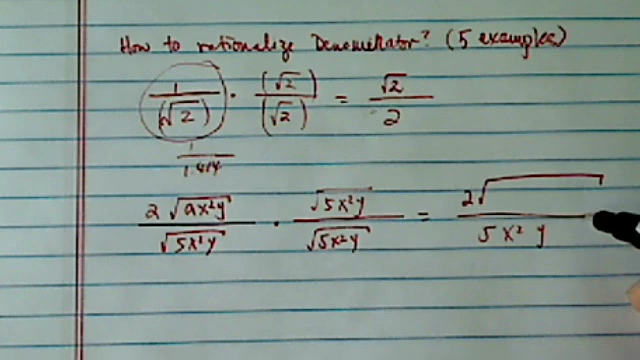 How to rationalize Denominator? (5 examples)
1/(√2) · (√2)/(√2) = √2/2
1/1.414
2√(2x²y)/√(5x²y) · √(5x²y)/√(5x²y) = 2√/5x²y